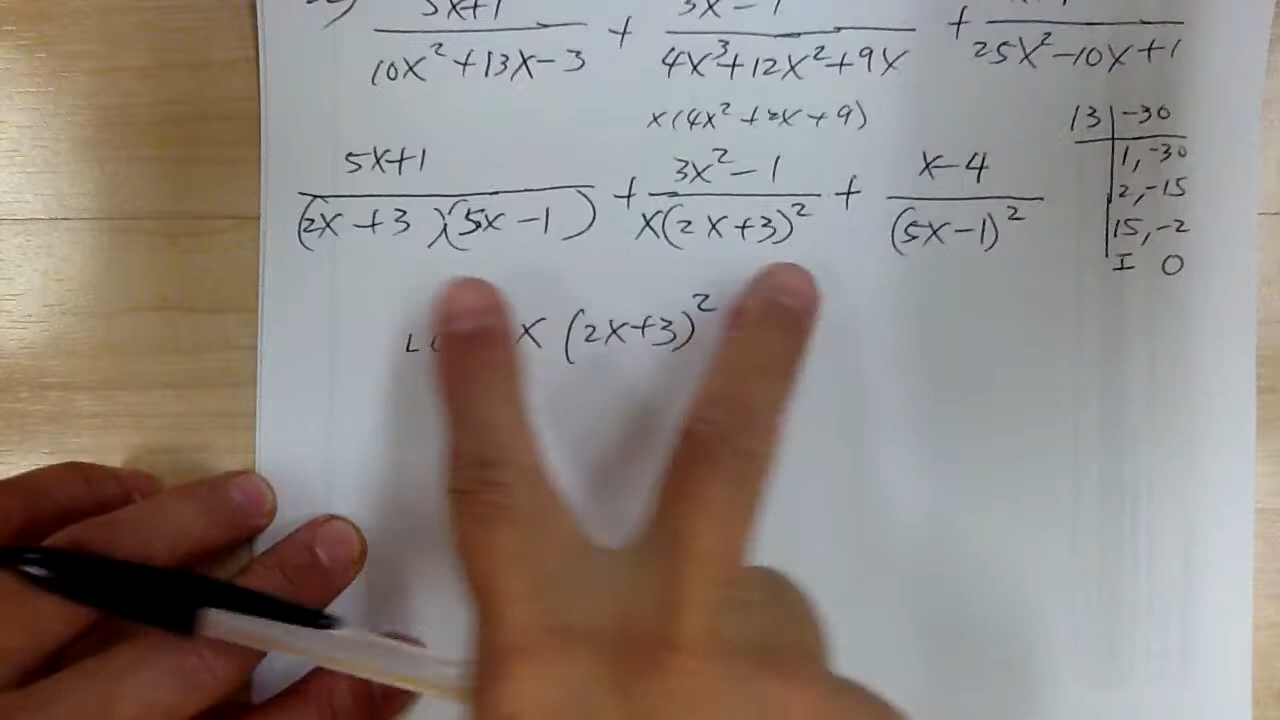 5x+1 / 10x² + 13x - 3 + 3x - 1 / 4x³ + 12x² + 9x + / 25x² - 10x + 1
x(4x² + x + 9)
13 | -30
1, -30
2, -15
15, -2
I 0
5x+1 / (2x + 3)(5x - 1) + 3x² - 1 / x(2x+3)² + x - 4 / (5x - 1)²
L x (2x+3)²